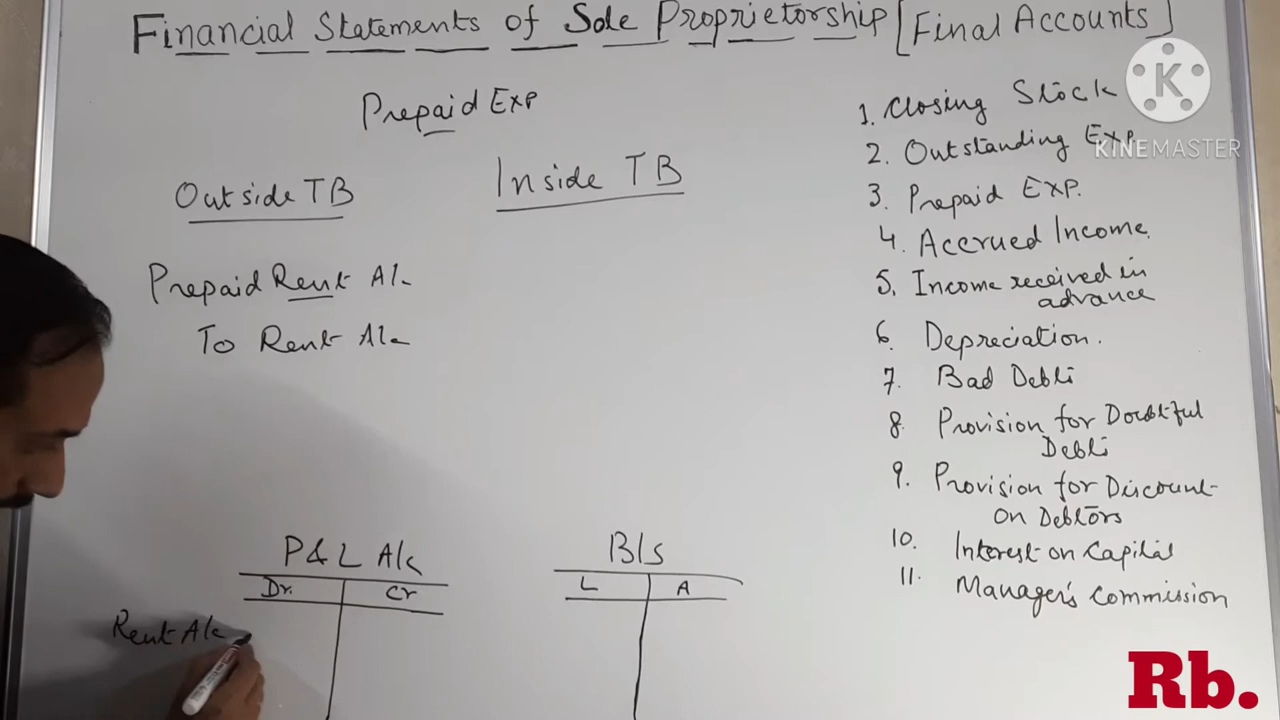 Financial Statements of Sole Proprietorship [Final Accounts]
K
KINEMASTER
Prepaid Exp
Outside TB
Inside TB
Prepaid Rent A/c
To Rent A/c
P & L A/c
Dr. Cr
Rent A/c
B/s
L A
1. Closing Stock
2. Outstanding Exp.
3. Prepaid Exp.
4. Accrued Income.
5. Income received in
advance
6. Depreciation.
7. Bad Debts
8. Provision for Doubtful
Debts
9. Provision for Discount
On Debtors
10. Interest on Capital
11. Manager's Commission
Rb.